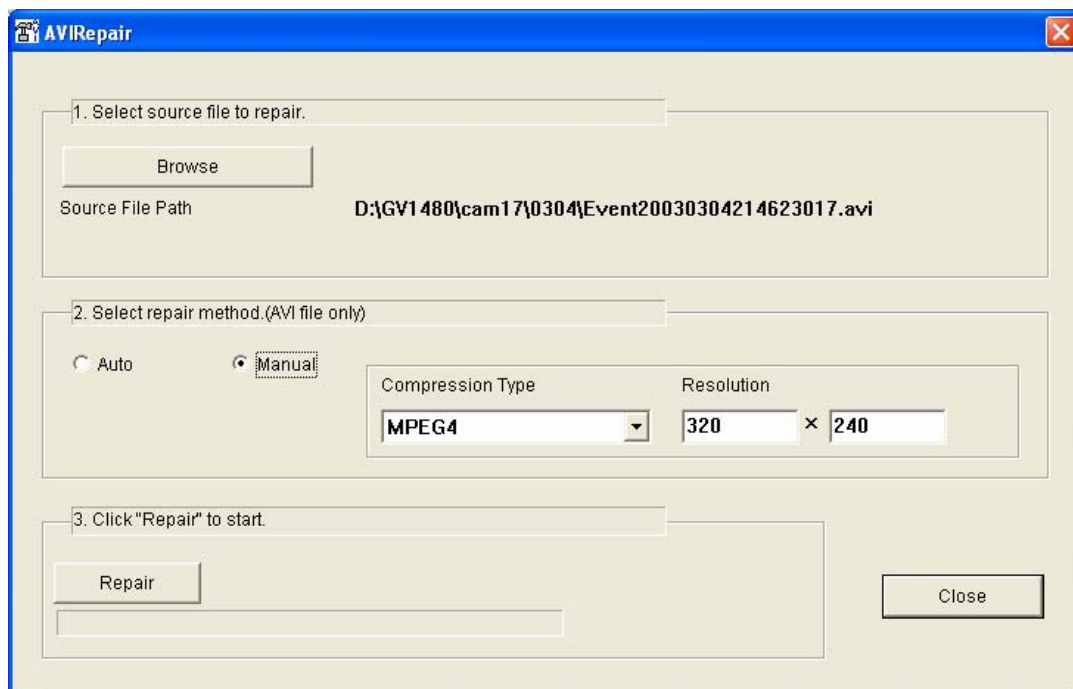 AVIRepair
1. Select source file to repair.
Browse
Source File Path D:\GV1480\cam17\0304\Event20030304214623017.avi
2. Select repair method.(AVI file only)
Auto Manual
Compression Type Resolution
MPEG4 320 × 240
3. Click "Repair" to start.
Repair
Close